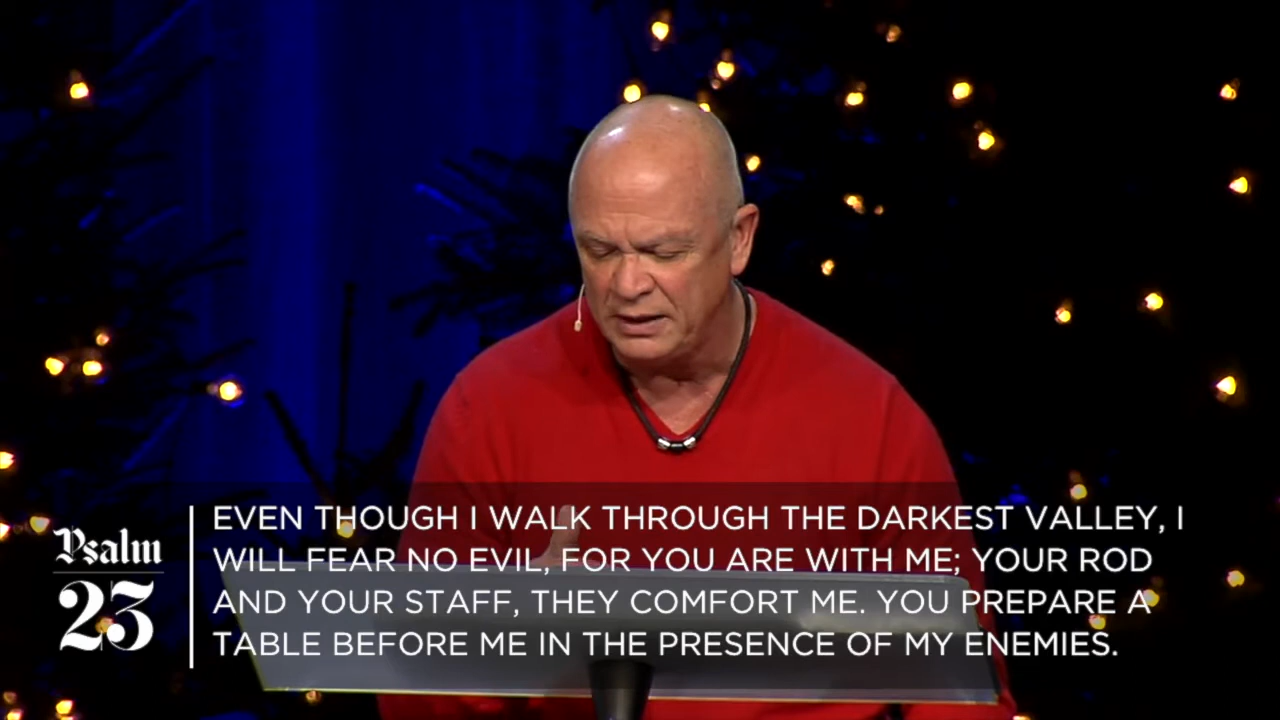 Psalm
23
EVEN THOUGH I WALK THROUGH THE DARKEST VALLEY, I
WILL FEAR NO EVIL, FOR YOU ARE WITH ME; YOUR ROD
AND YOUR STAFF, THEY COMFORT ME. YOU PREPARE A
TABLE BEFORE ME IN THE PRESENCE OF MY ENEMIES.